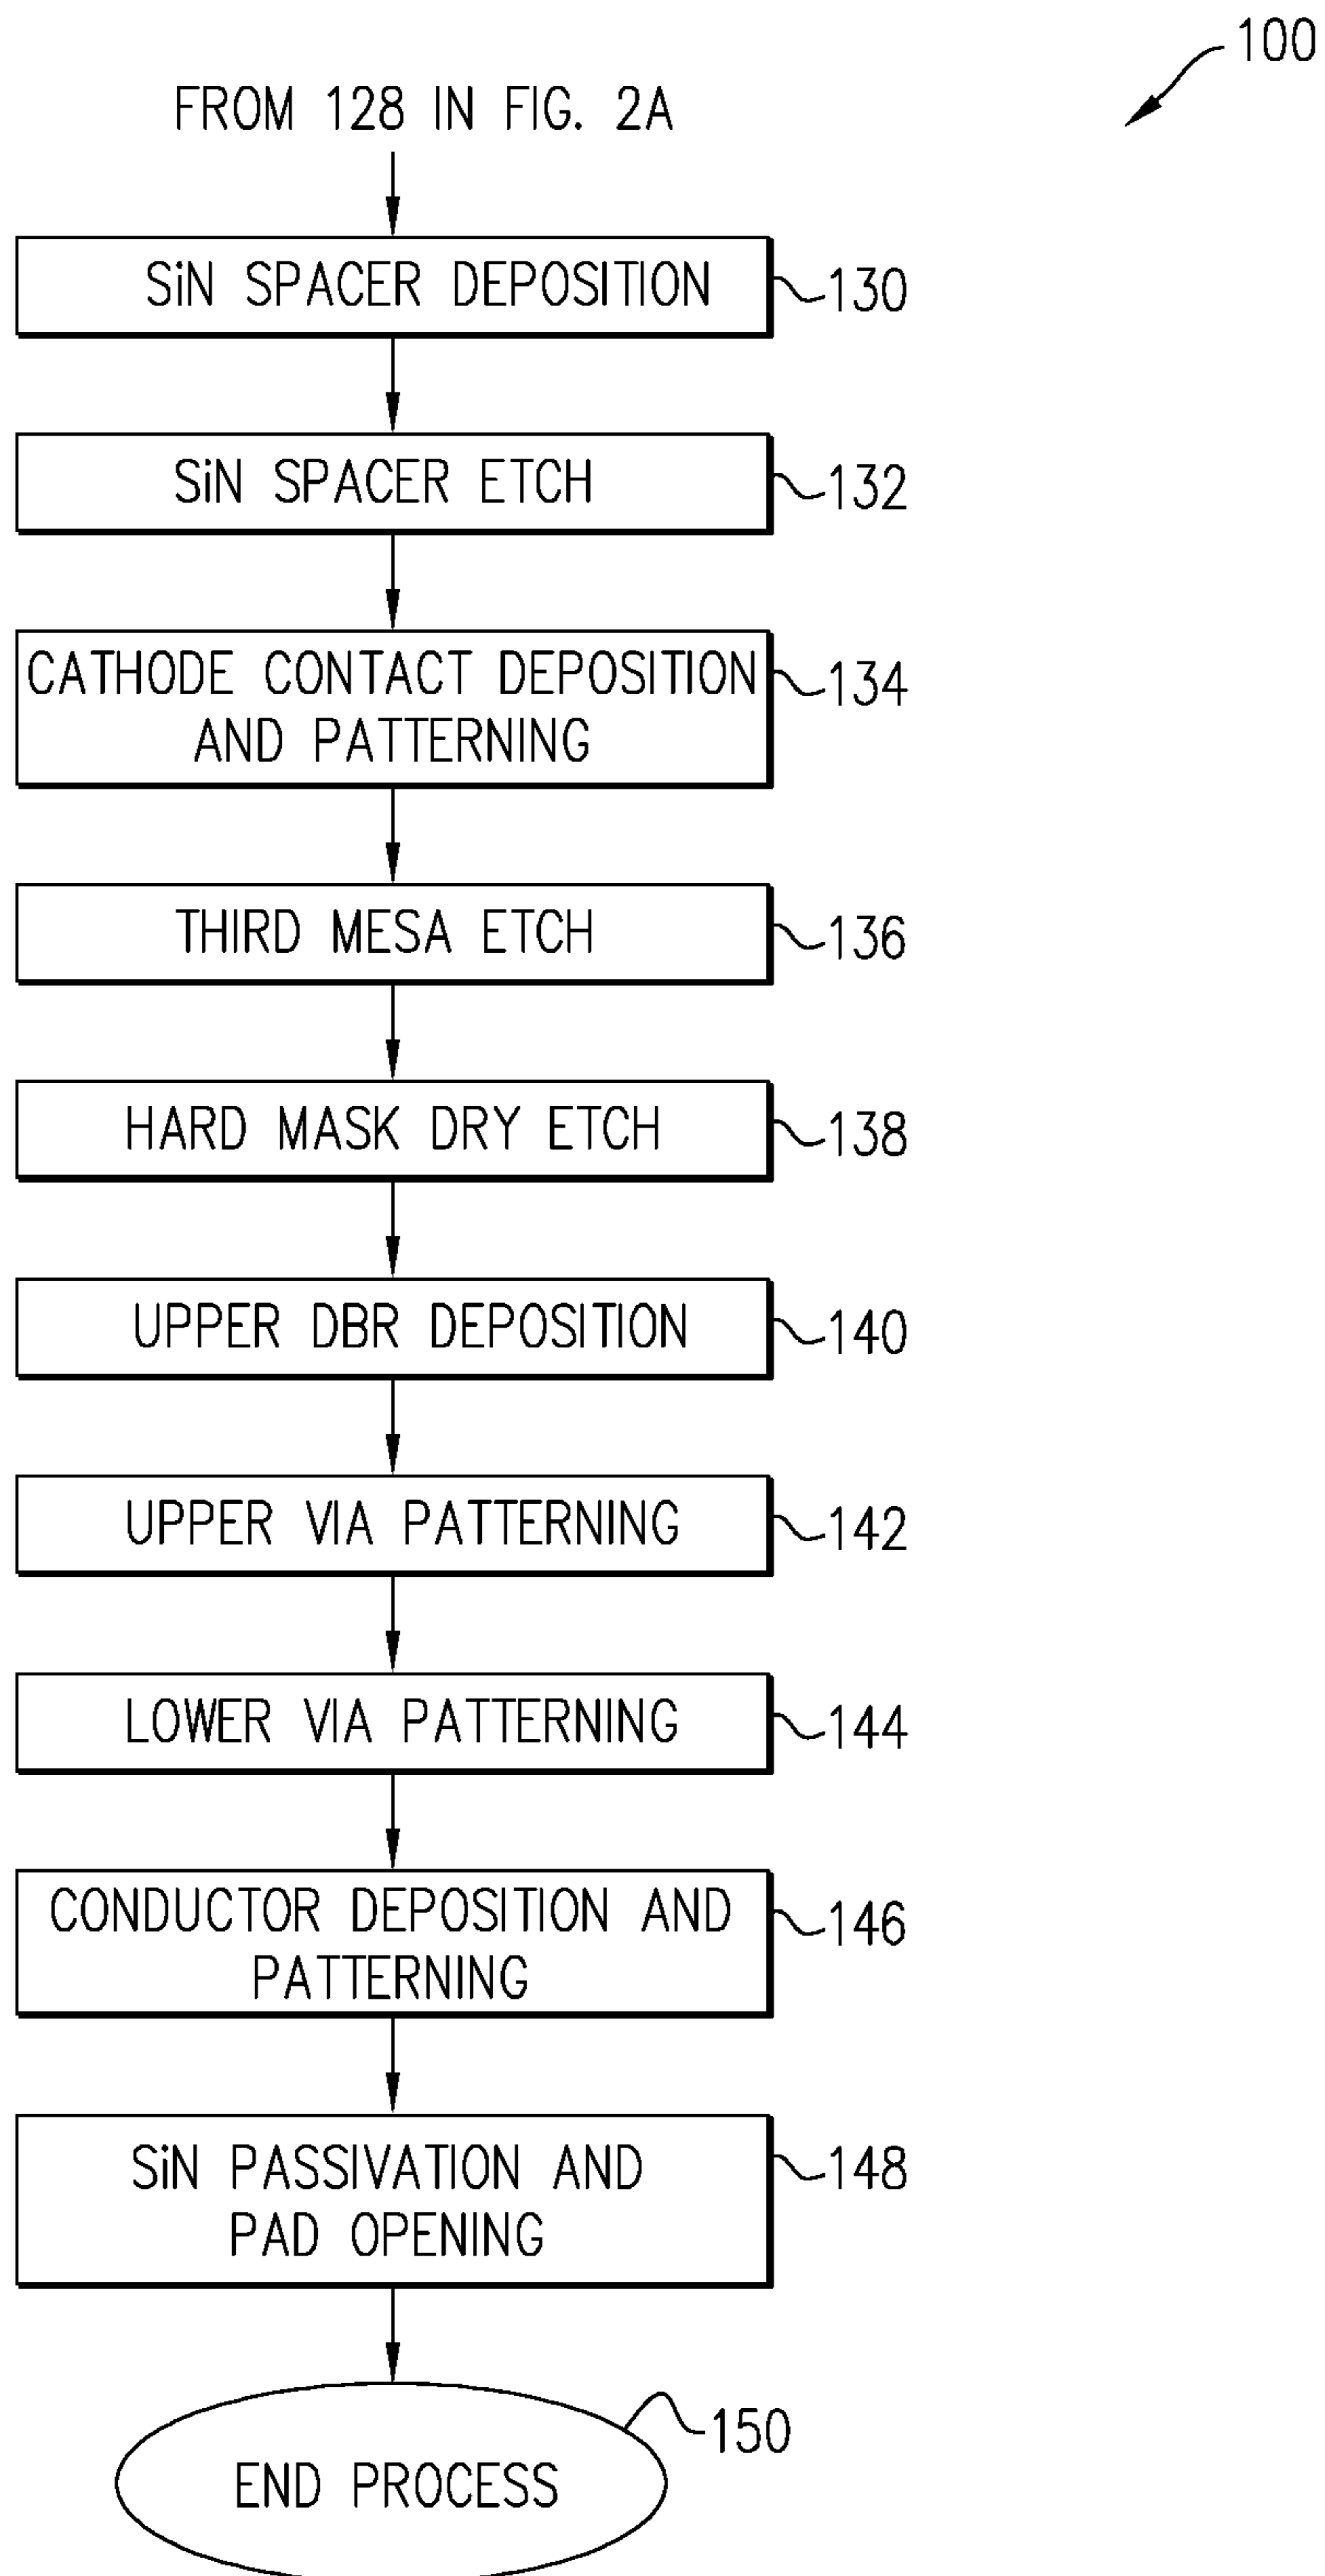 100
FROM 128 IN FIG. 2A
SiN SPACER DEPOSITION
130
SiN SPACER ETCH
132
CATHODE CONTACT DEPOSITION
AND PATTERNING
134
THIRD MESA ETCH
136
HARD MASK DRY ETCH
138
UPPER DBR DEPOSITION
140
UPPER VIA PATTERNING
142
LOWER VIA PATTERNING
144
CONDUCTOR DEPOSITION AND
PATTERNING
146
SiN PASSIVATION AND
PAD OPENING
148
END PROCESS
150